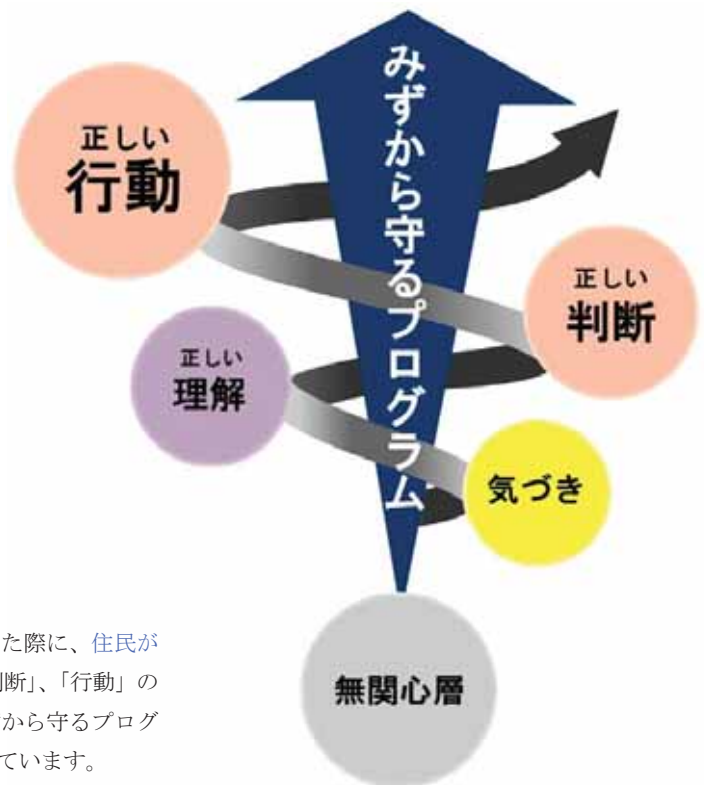 みずから守るプログラム
正しい
行動
正しい
判断
正しい
理解
気づき
無関心層
た際に、住民が
断」、「行動」の
から守るプログ
ています。